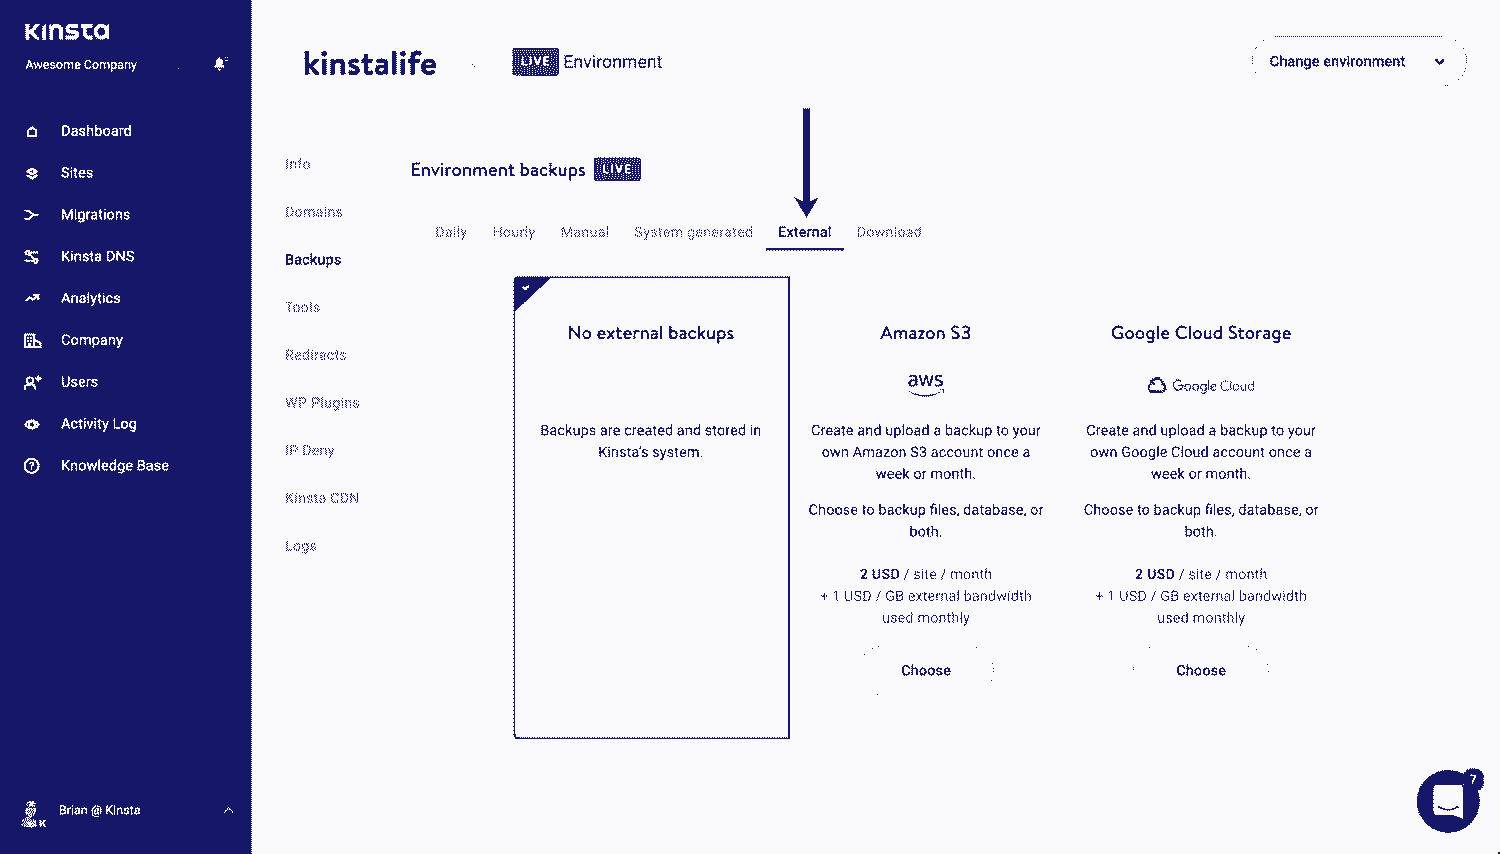 KINSTA
Awesome Company
Dashboard
Sites
Migrations
Kinsta DNS
Analytics
Company
Users
Activity Log
Knowledge Base
Brian @ Kinsta
K
kinstalife
LIVE Environment
Change environment
Info
Domains
Backups
Tools
Redirects
WP Plugins
IP Deny
Kinsta CDN
Logs
Environment backups LIVE
Daily Hourly Manual System generated External Download
No external backups
Backups are created and stored in
Kinsta's system.
Amazon S3
aws
Create and upload a backup to your
own Amazon S3 account once a
week or month.
Choose to backup files, database, or
both.
2 USD / site / month
+ 1 USD / GB external bandwidth
used monthly
Choose
Google Cloud Storage
Google Cloud
Create and upload a backup to your
own Google Cloud account once a
week or month.
Choose to backup files, database, or
both.
2 USD / site / month
+ 1 USD / GB external bandwidth
used monthly
Choose
7